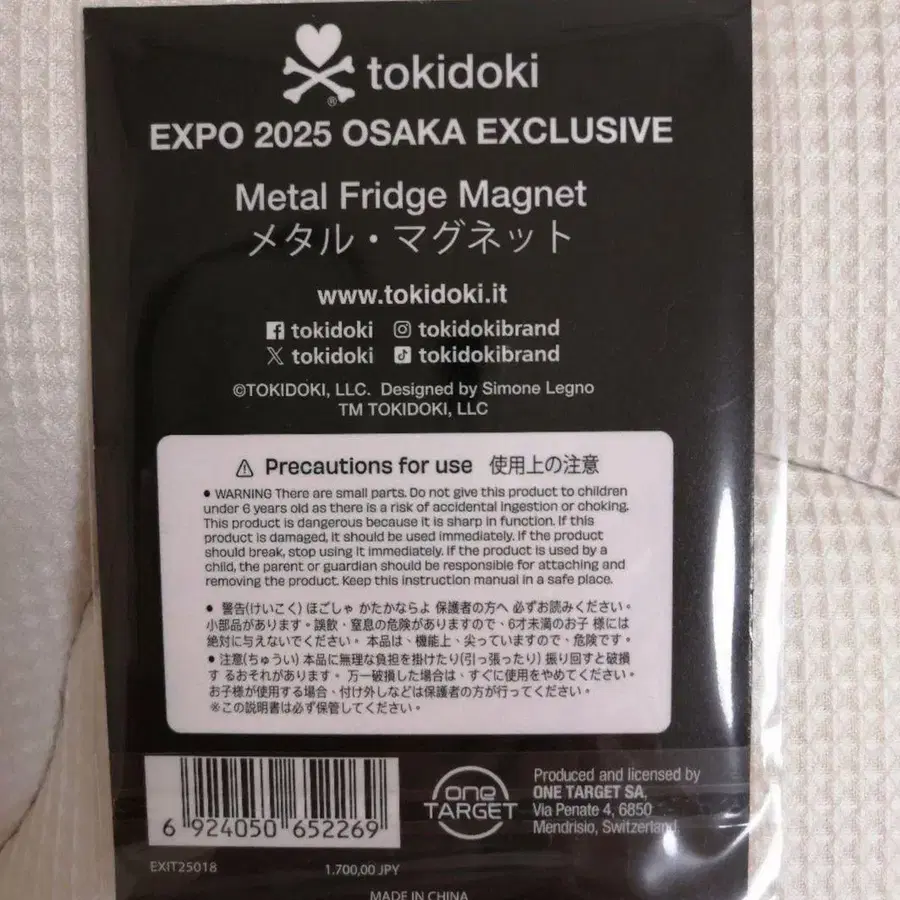 tokidoki
®
EXPO 2025 OSAKA EXCLUSIVE
Metal Fridge Magnet
メタル・マグネット
www.tokidoki.it
tokidoki tokidokibrand
tokidoki tokidokibrand
©TOKIDOKI, LLC. Designed by Simone Legno
TM TOKIDOKI, LLC
Precautions for use 使用上の注意
• WARNING There are small parts. Do not give this product to children
under 6 years old as there is a risk of accidental ingestion or choking.
This product is dangerous because it is sharp in function. If this
product is damaged, it should be used immediately. If the product
should break, stop using it immediately. If the product is used by a
child, the parent or guardian should be responsible for attaching and
removing the product. Keep this instruction manual in a safe place.
• 警告(けいこく) ほごしゃ かたかならよ 保護者の方へ 必ずお読みください。
小部品があります。誤飲・窒息の危険がありますので、6才未満のお子 様には
絶対に与えないでください。 本品は、機能上、尖っていますので、危険です。
• 注意(ちゅうい) 本品に無理な負担を掛けたり(引っ張ったり) 振り回すと破損
す るおそれがあります。 万一破損した場合は、すぐに使用をやめてください。
お子様が使用する場合、付け外しなどは保護者の方が行ってください。
※この説明書は必ず保管してください。
6 924050 652269
one
TARGET
Produced and licensed by
ONE TARGET SA,
Via Penate 4, 6850
Mendrisio, Switzerland.
EXIT25018
1.700,00 JPY
MADE IN CHINA